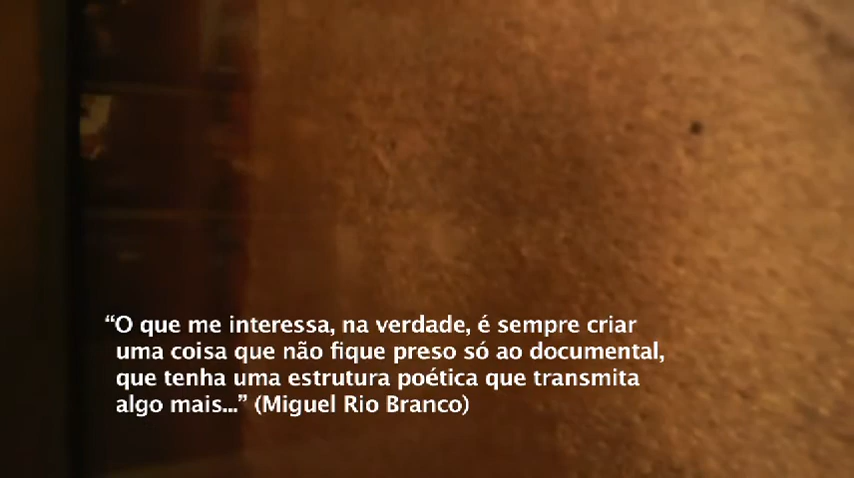 “O que me interessa, na verdade, é sempre criar
uma coisa que não fique preso só ao documental,
que tenha uma estrutura poética que transmita
algo mais...” (Miguel Rio Branco)